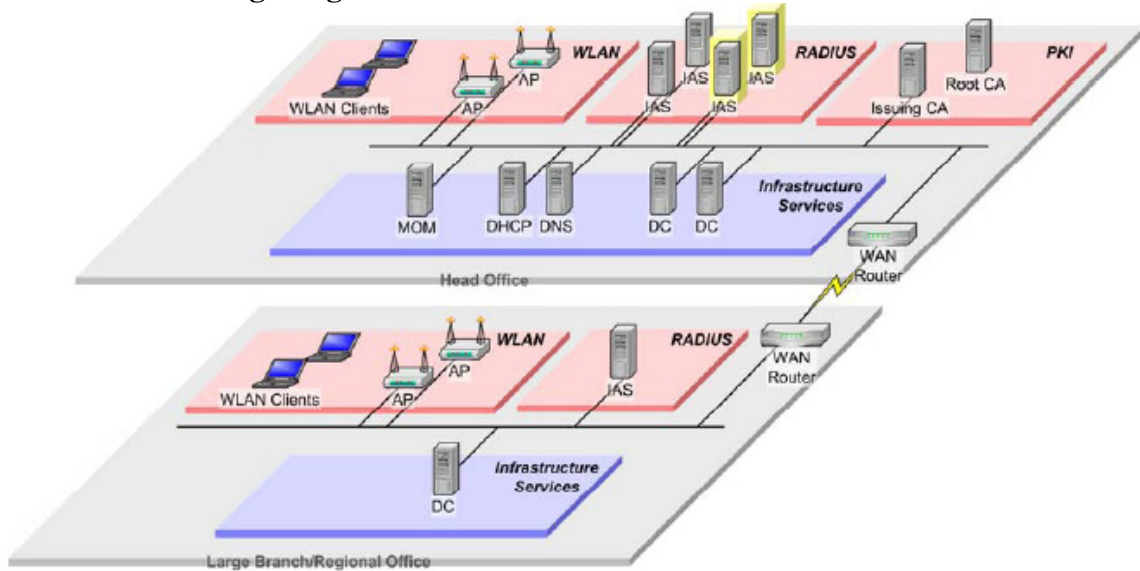 WLAN
RADIUS
PKI
AP
AP
WLAN Clients
IAS
IAS
IAS
IAS
Issuing CA
Root CA
MOM
DHCP
DNS
DC
DC
Infrastructure
Services
WAN
Router
Head Office
WLAN
RADIUS
AP
AP
WLAN Clients
IAS
WAN
Router
DC
Infrastructure
Services
Large Branch/Regional Office